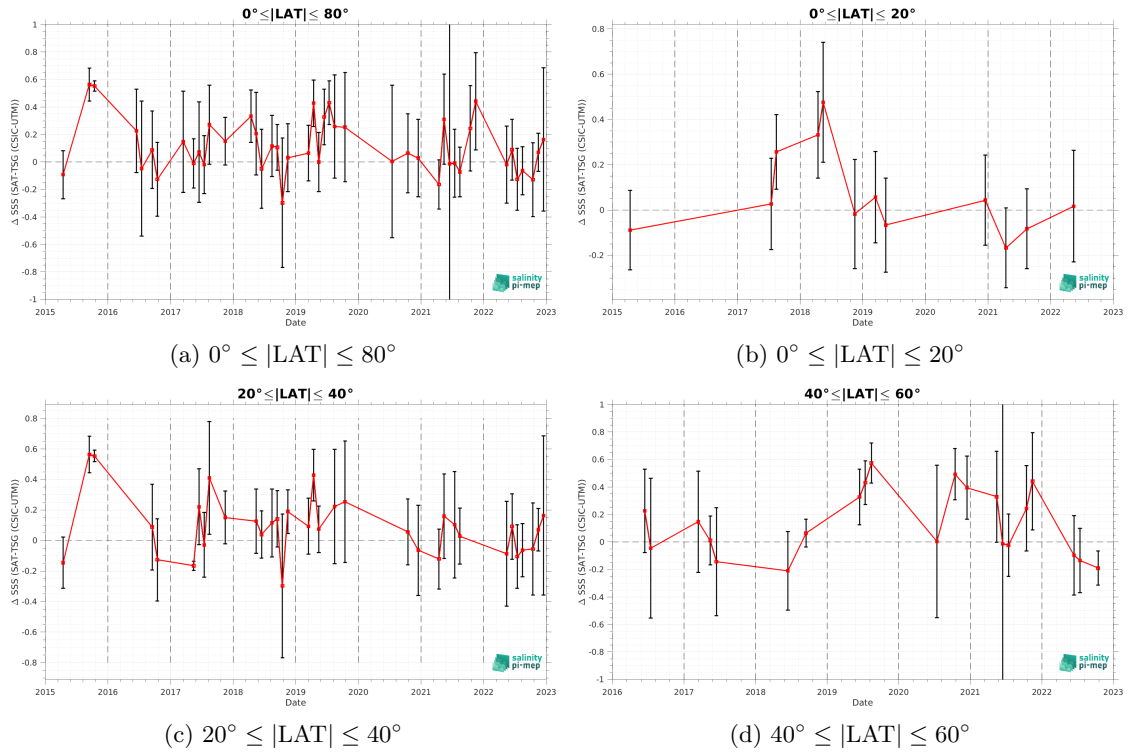 0°≤|LAT|≤ 80°
1
0.8
0.6
0.4
0.2
0
-0.2
-0.4
-0.6
-0.8
-1
Δ SSS (SAT-TSG (CSIC-UTM))
2015 2016 2017 2018 2019 2020 2021 2022 2023
Date
salinity
pi-mep
(a) 0° ≤ |LAT| ≤ 80°
0°≤|LAT|≤ 20°
0.8
0.6
0.4
0.2
0
-0.2
Δ SSS (SAT-TSG (CSIC-UTM))
2015 2016 2017 2018 2019 2020 2021 2022 2023
Date
salinity
pi-mep
(b) 0° ≤ |LAT| ≤ 20°
20°≤|LAT|≤ 40°
0.8
0.6
0.4
0.2
0
-0.2
-0.4
-0.6
-0.8
Δ SSS (SAT-TSG (CSIC-UTM))
2015 2016 2017 2018 2019 2020 2021 2022 2023
Date
salinity
pi-mep
(c) 20° ≤ |LAT| ≤ 40°
40°≤|LAT|≤ 60°
1
0.8
0.6
0.4
0.2
0
-0.2
-0.4
-0.6
-0.8
-1
Δ SSS (SAT-TSG (CSIC-UTM))
2016 2017 2018 2019 2020 2021 2022 2023
Date
salinity
pi-mep
(d) 40° ≤ |LAT| ≤ 60°